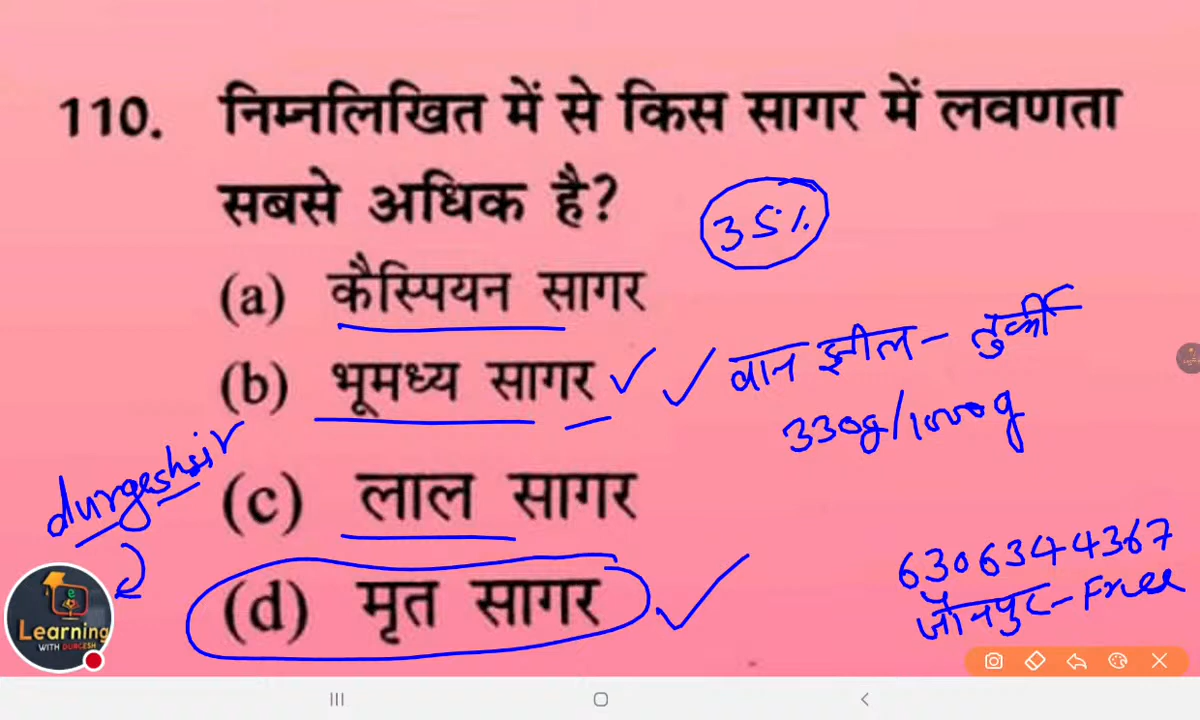 110. निम्नलिखित में से किस सागर में लवणता
सबसे अधिक है?
35%
(a) कैस्पियन सागर
(b) भूमध्य सागर
वान झील - तुर्की
330g/1000g
durgeshsir
(c) लाल सागर
(d) मृत सागर
6306344367
जौनपुर - Free
e
Learning
WITH DURGESH